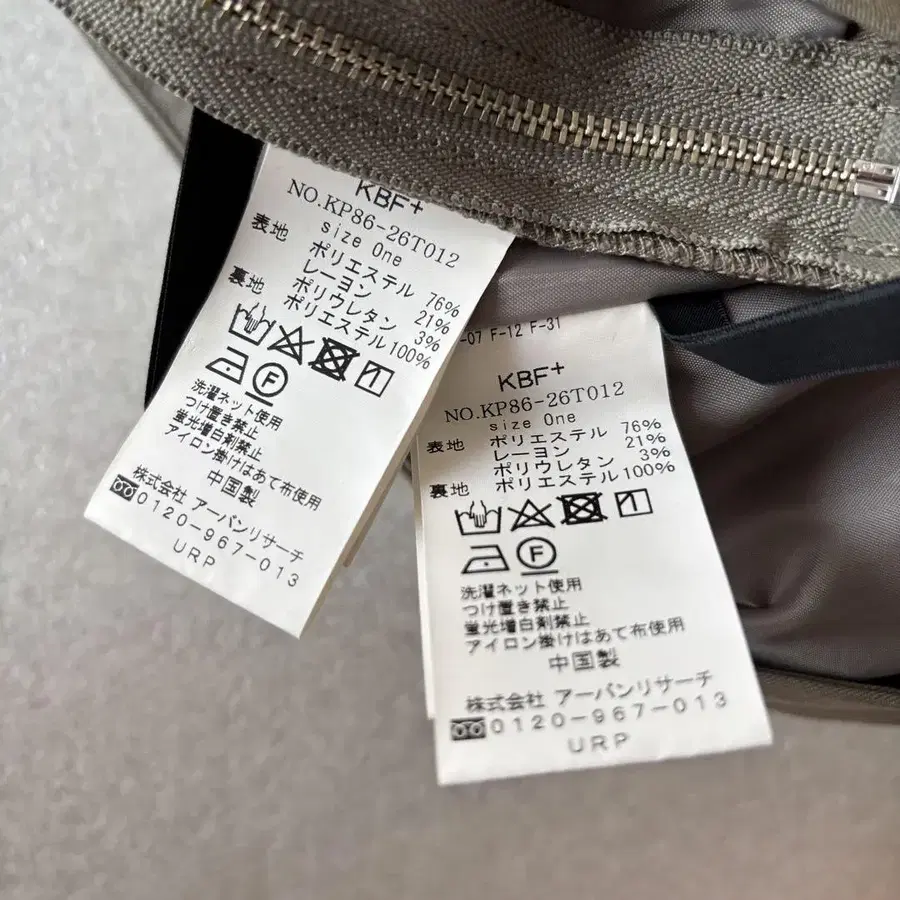 KBF+
NO.KP86-26T012
size One
表地 ポリエステル 76%
レーヨン 21%
ポリウレタン 3%
裏地 ポリエステル100%
F
1
洗濯ネット使用
つけ置き禁止
蛍光増白剤禁止
アイロン掛けはあて布使用
中国製
株式会社 アーバンリサーチ
0120-967-013
URP
-07 F-12 F-31
KBF+
NO.KP86-26T012
size One
表地 ポリエステル 76%
レーヨン 21%
ポリウレタン 3%
裏地 ポリエステル100%
1
F
洗濯ネット使用
つけ置き禁止
蛍光増白剤禁止
アイロン掛けはあて布使用
中国製
株式会社 アーバンリサーチ
0120-967-013
URP